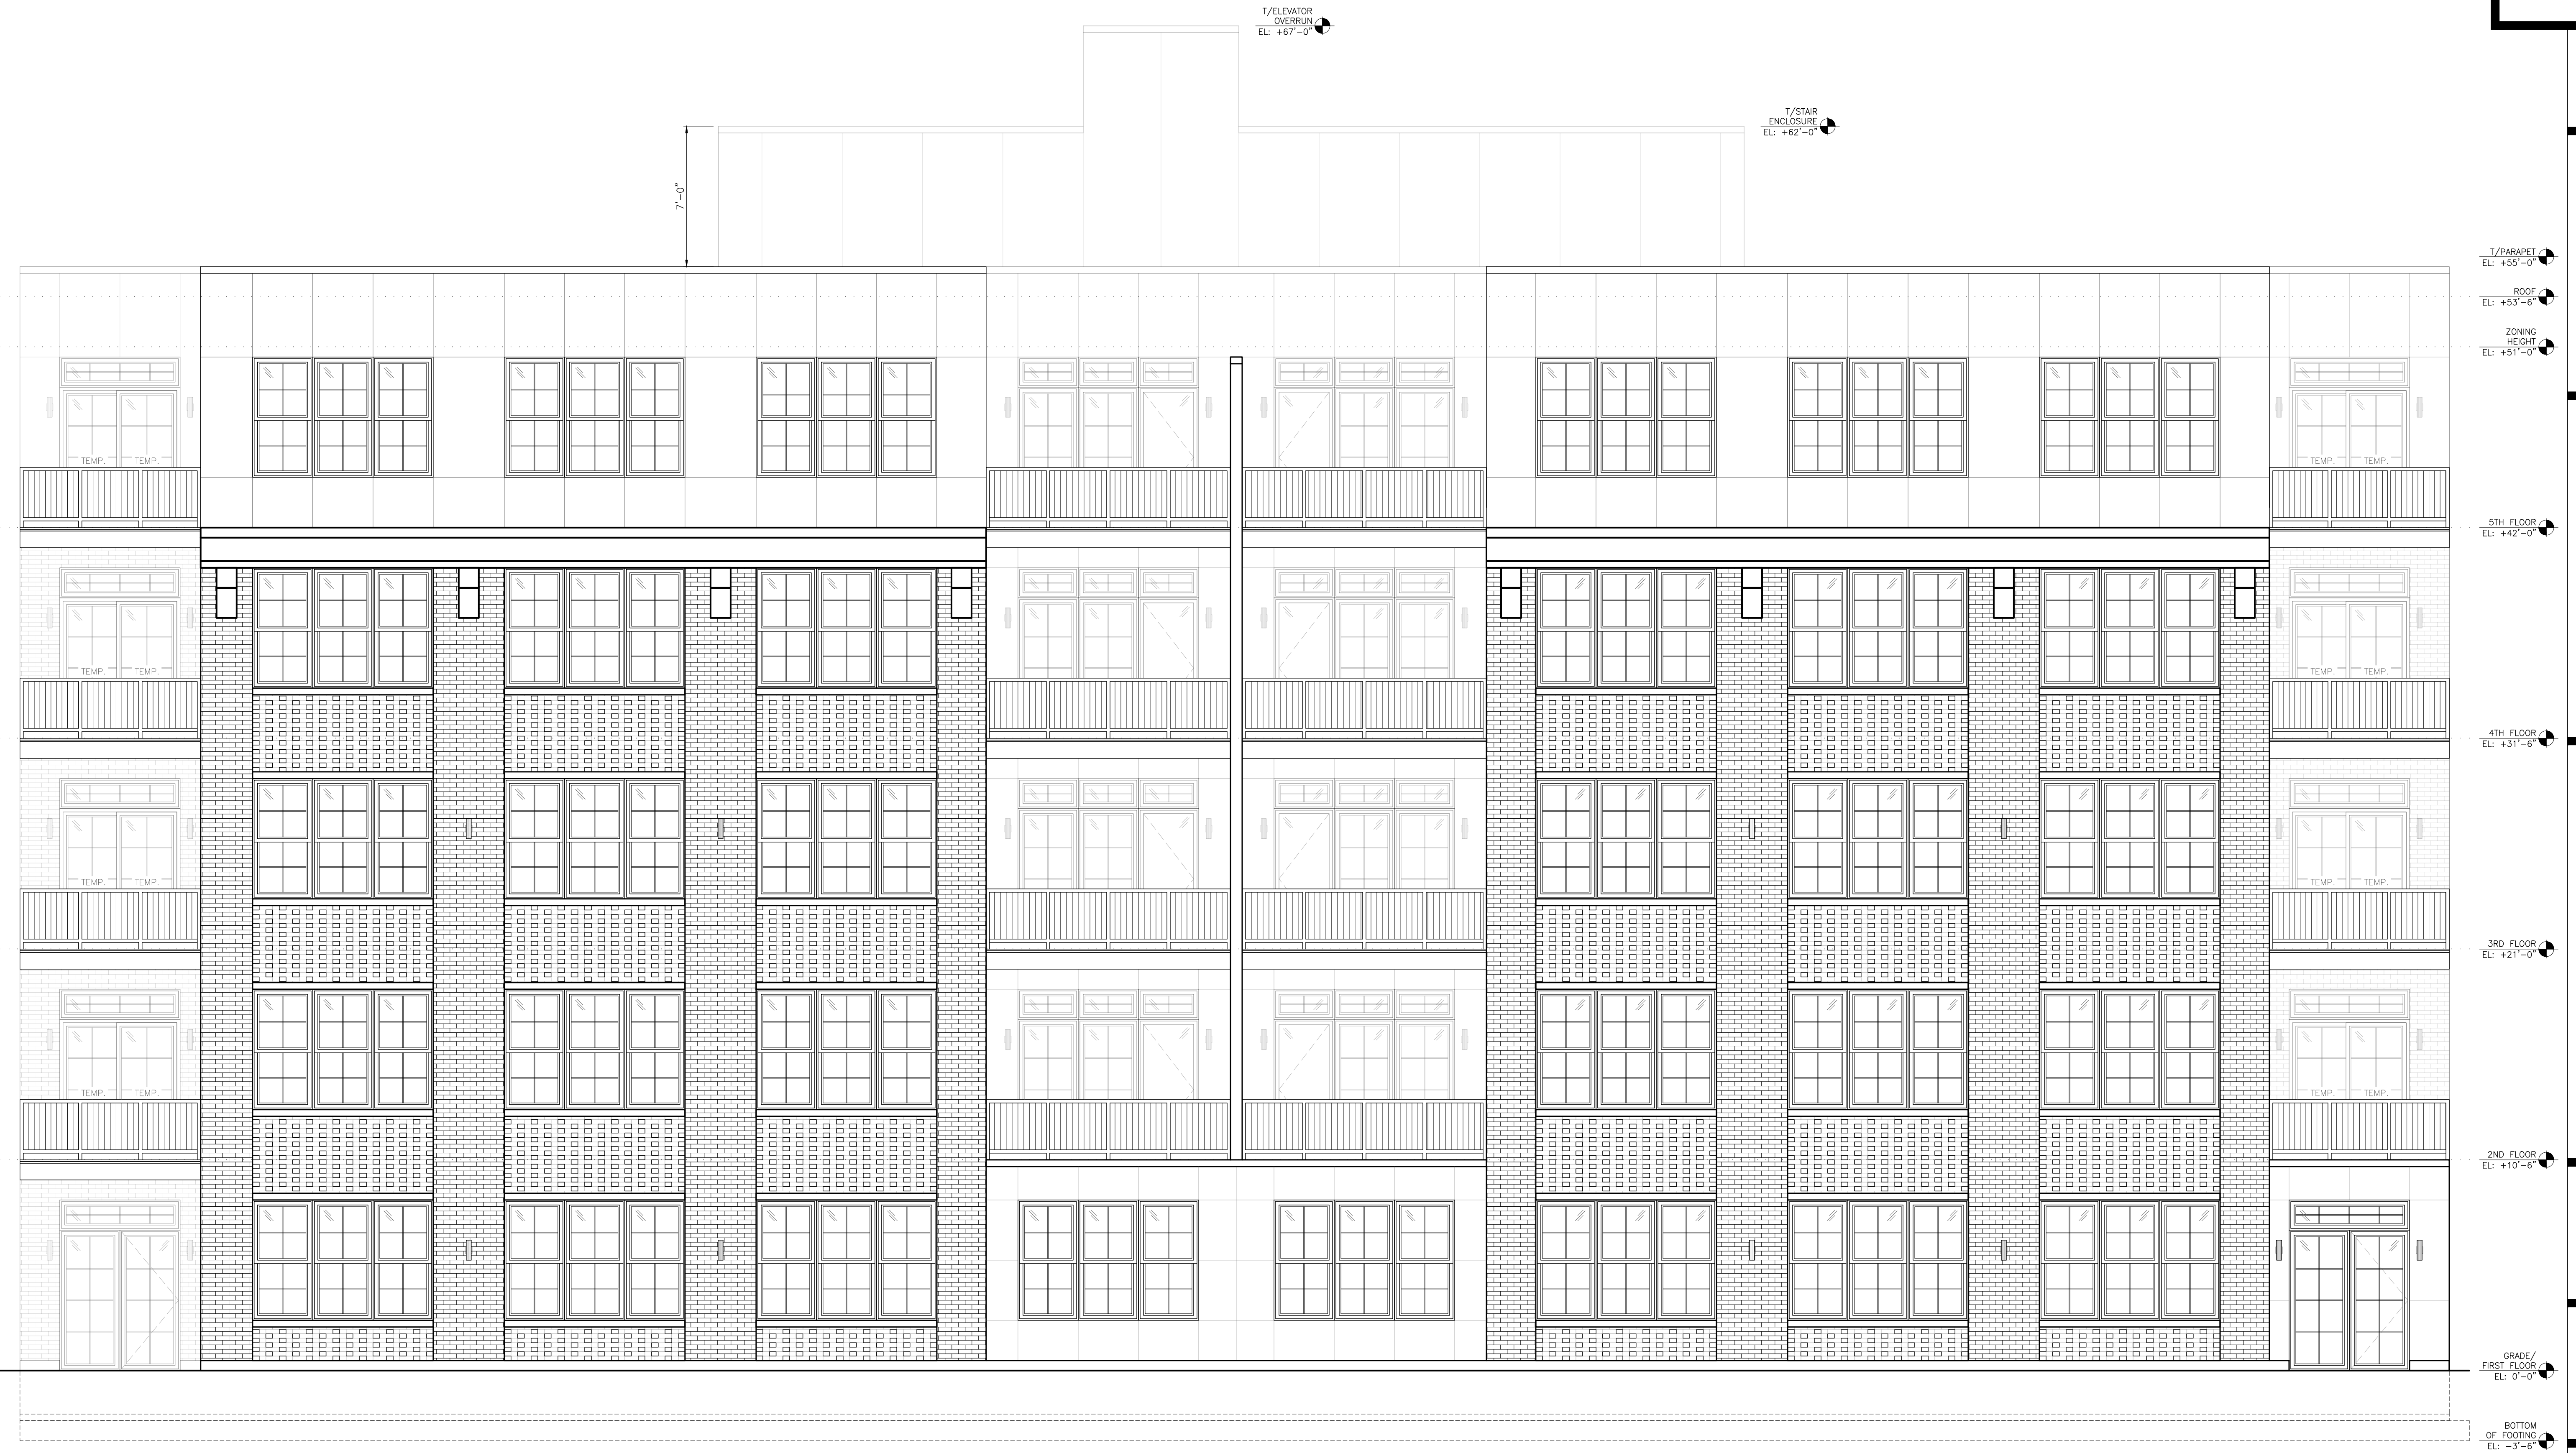 T/ELEVATOR
OVERRUN
EL: +67'-0"
T/STAIR
ENCLOSURE
EL: +62'-0"
7'-0"
T/PARAPET
EL: +55'-0"
ROOF
EL: +53'-6"
ZONING
HEIGHT
EL: +51'-0"
TEMP. TEMP. TEMP. TEMP.
5TH FLOOR
EL: +42'-0"
TEMP. TEMP. TEMP. TEMP.
4TH FLOOR
EL: +31'-6"
TEMP. TEMP. TEMP. TEMP.
3RD FLOOR
EL: +21'-0"
TEMP. TEMP. TEMP. TEMP.
2ND FLOOR
EL: +10'-6"
GRADE/
FIRST FLOOR
EL: 0'-0"
BOTTOM
OF FOOTING
EL: -3'-6"